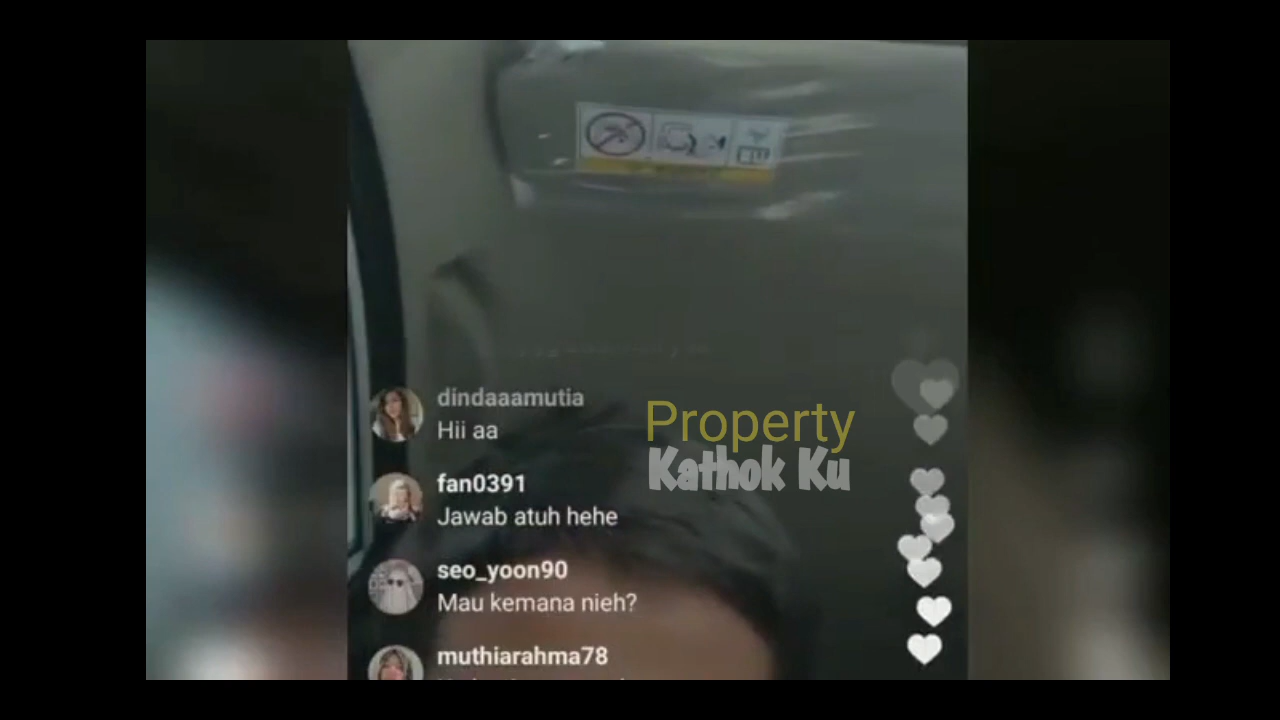 dindaaamutia
Hii aa
Property
Kathok Ku
fan0391
Jawab atuh hehe
seo_yoon90
Mau kemana nieh?
muthiarahma78